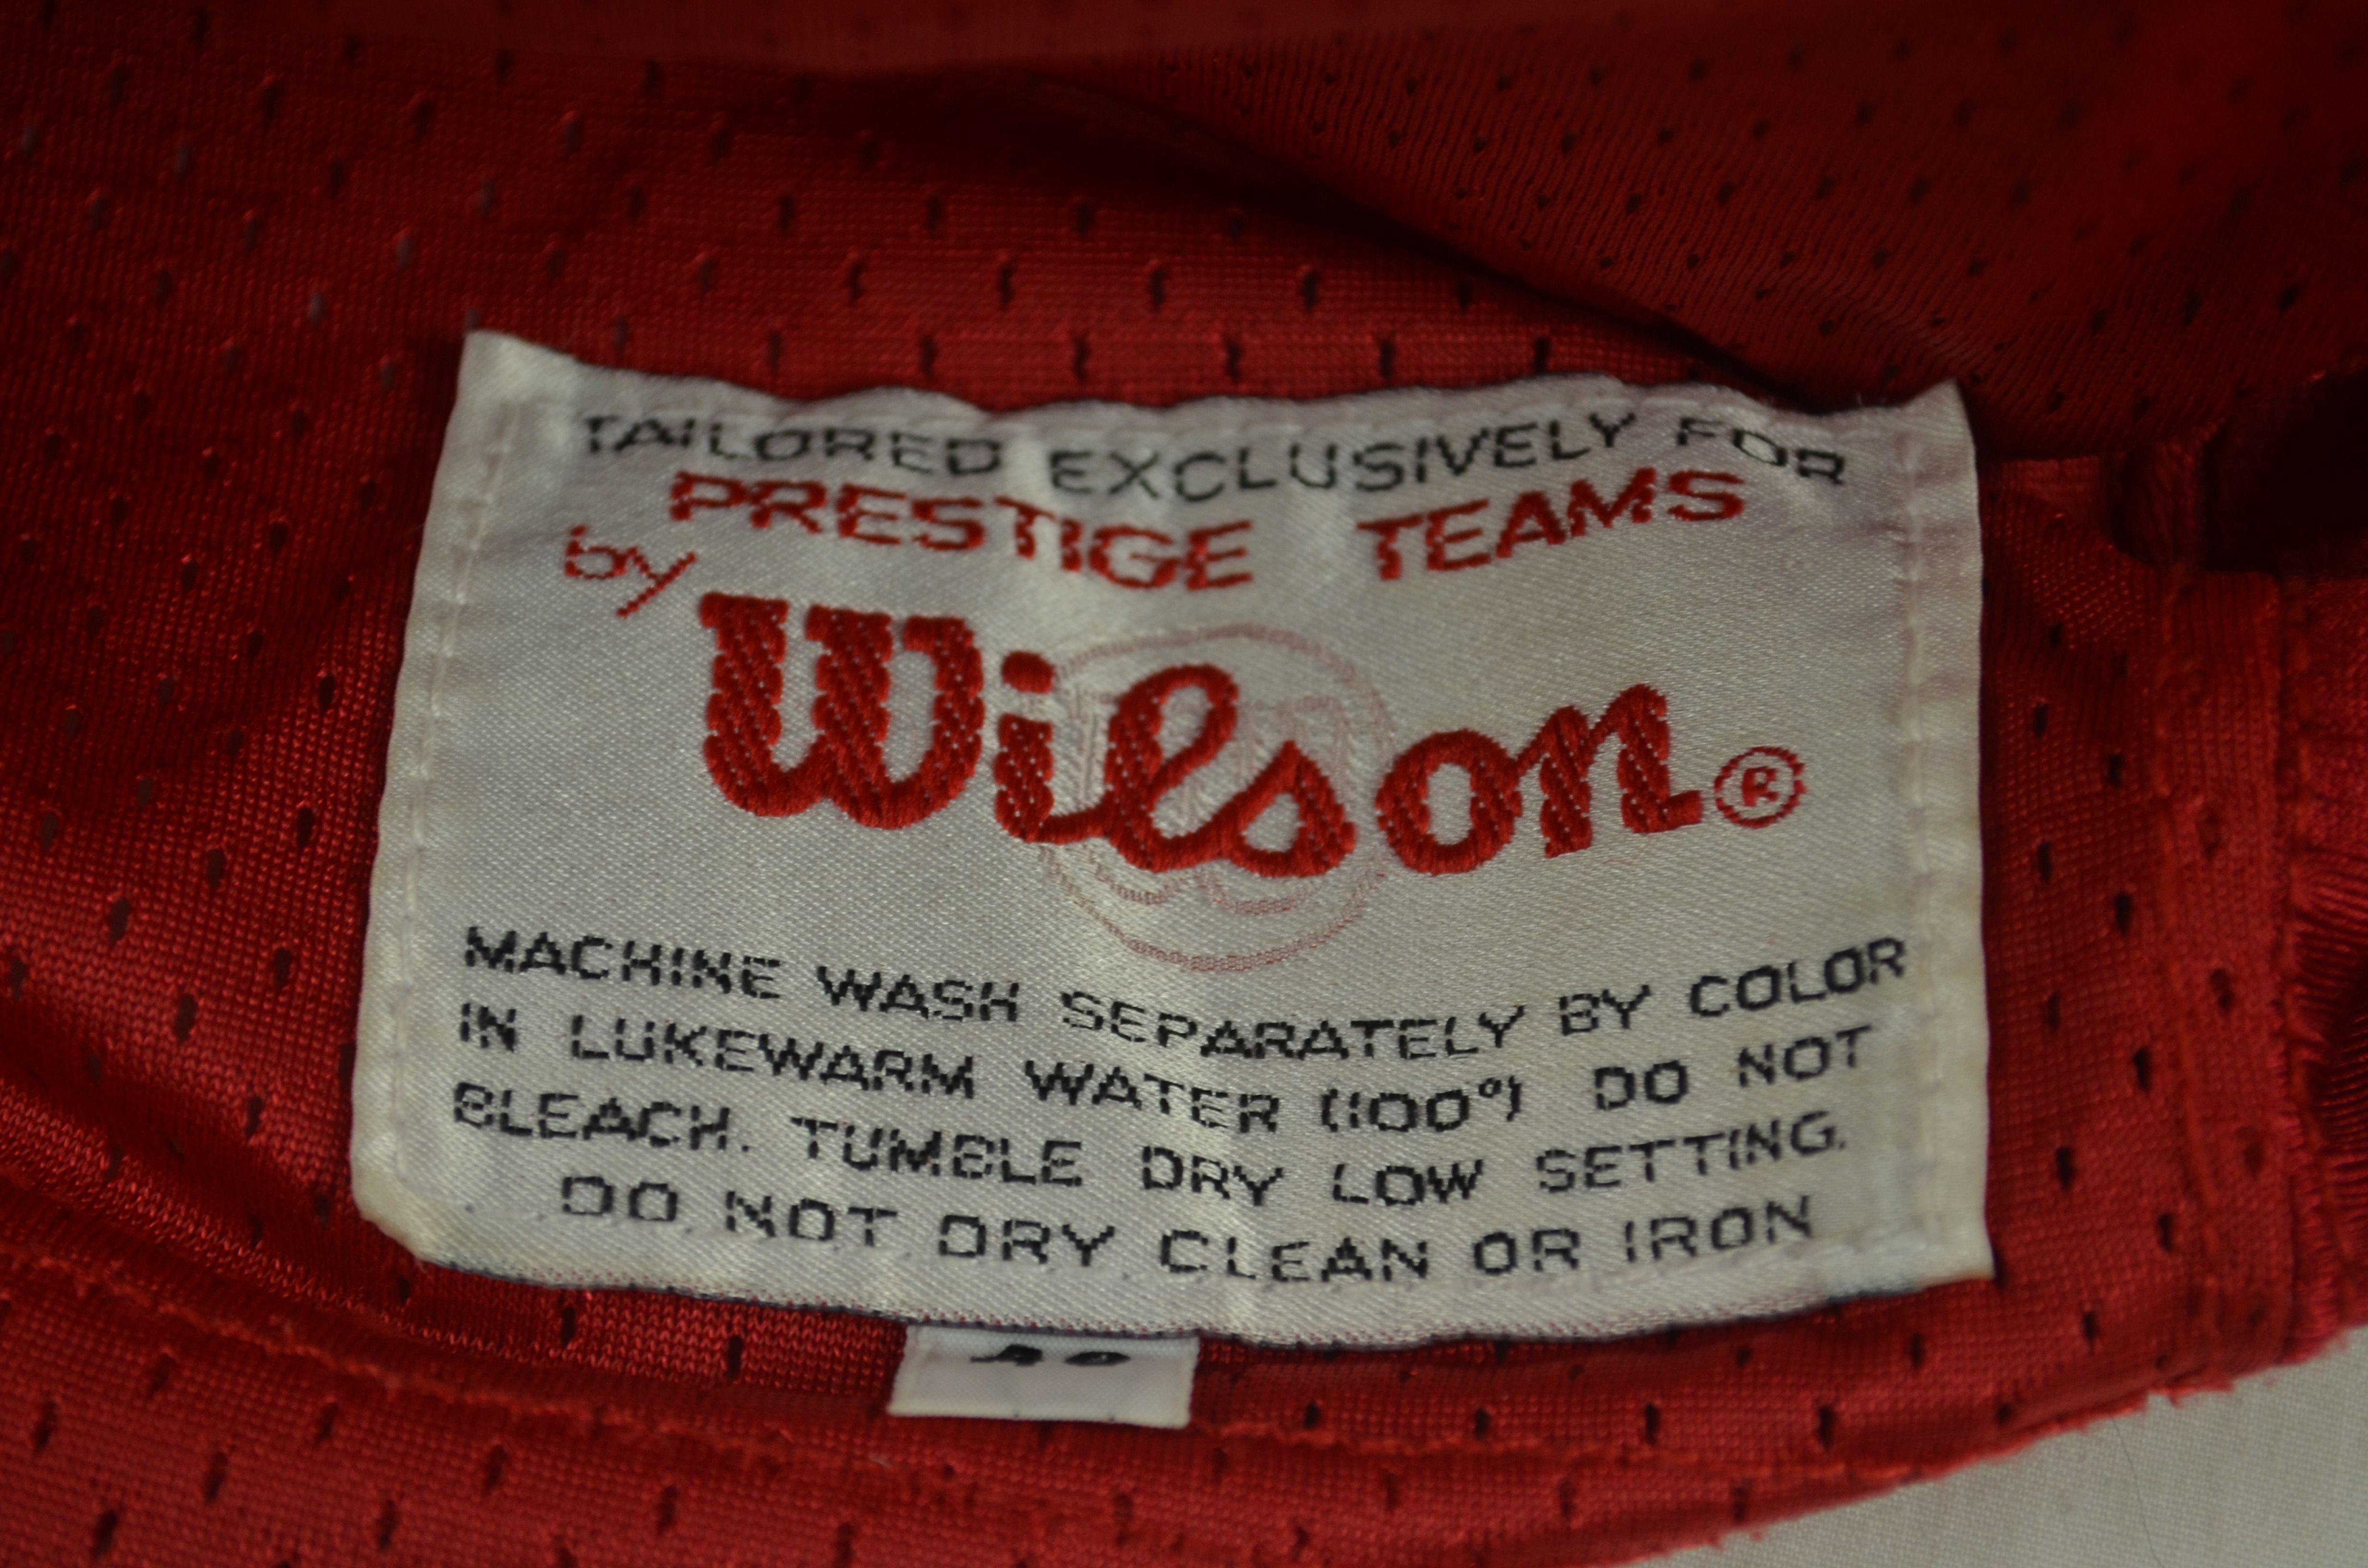 TAILORED EXCLUSIVELY FOR
PRESTIGE TEAMS
by
Wilson®
MACHINE WASH SEPARATELY BY COLOR
IN LUKEWARM WATER (100°) DO NOT
BLEACH. TUMBLE DRY LOW SETTING.
DO NOT DRY CLEAN OR IRON